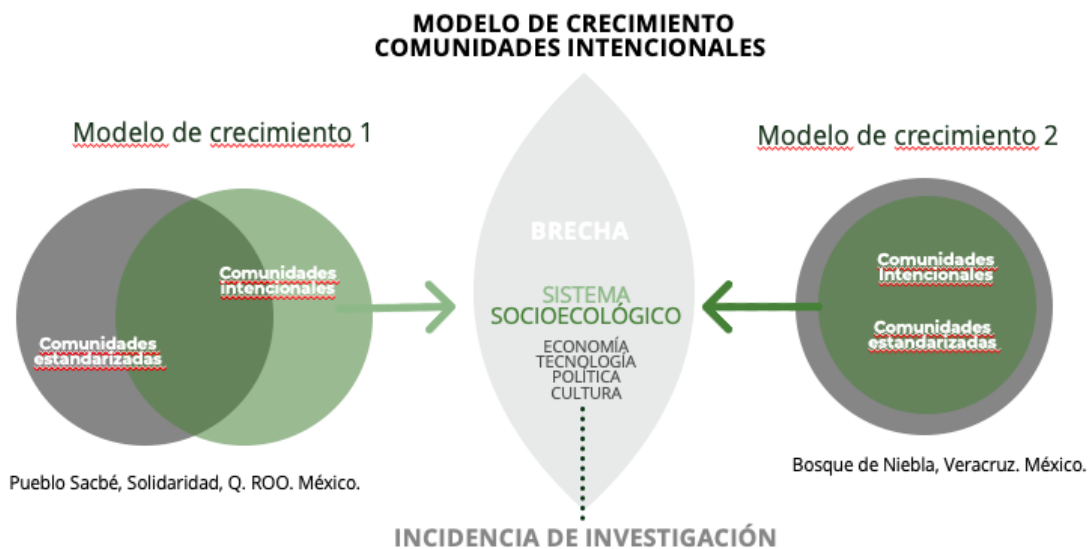 MODELO DE CRECIMIENTO
COMUNIDADES INTENCIONALES
Modelo de crecimiento 1
Comunidades
intencionales
Comunidades
estandarizadas
Pueblo Sacbé, Solidaridad, Q. ROO. México.
BRECHA
SISTEMA
SOCIOECOLÓGICO
ECONOMÍA
TECNOLOGÍA
POLÍTICA
CULTURA
Modelo de crecimiento 2
Comunidades
Intencionales
Comunidades
estandarizadas
Bosque de Niebla, Veracruz. México.
INCIDENCIA DE INVESTIGACIÓN